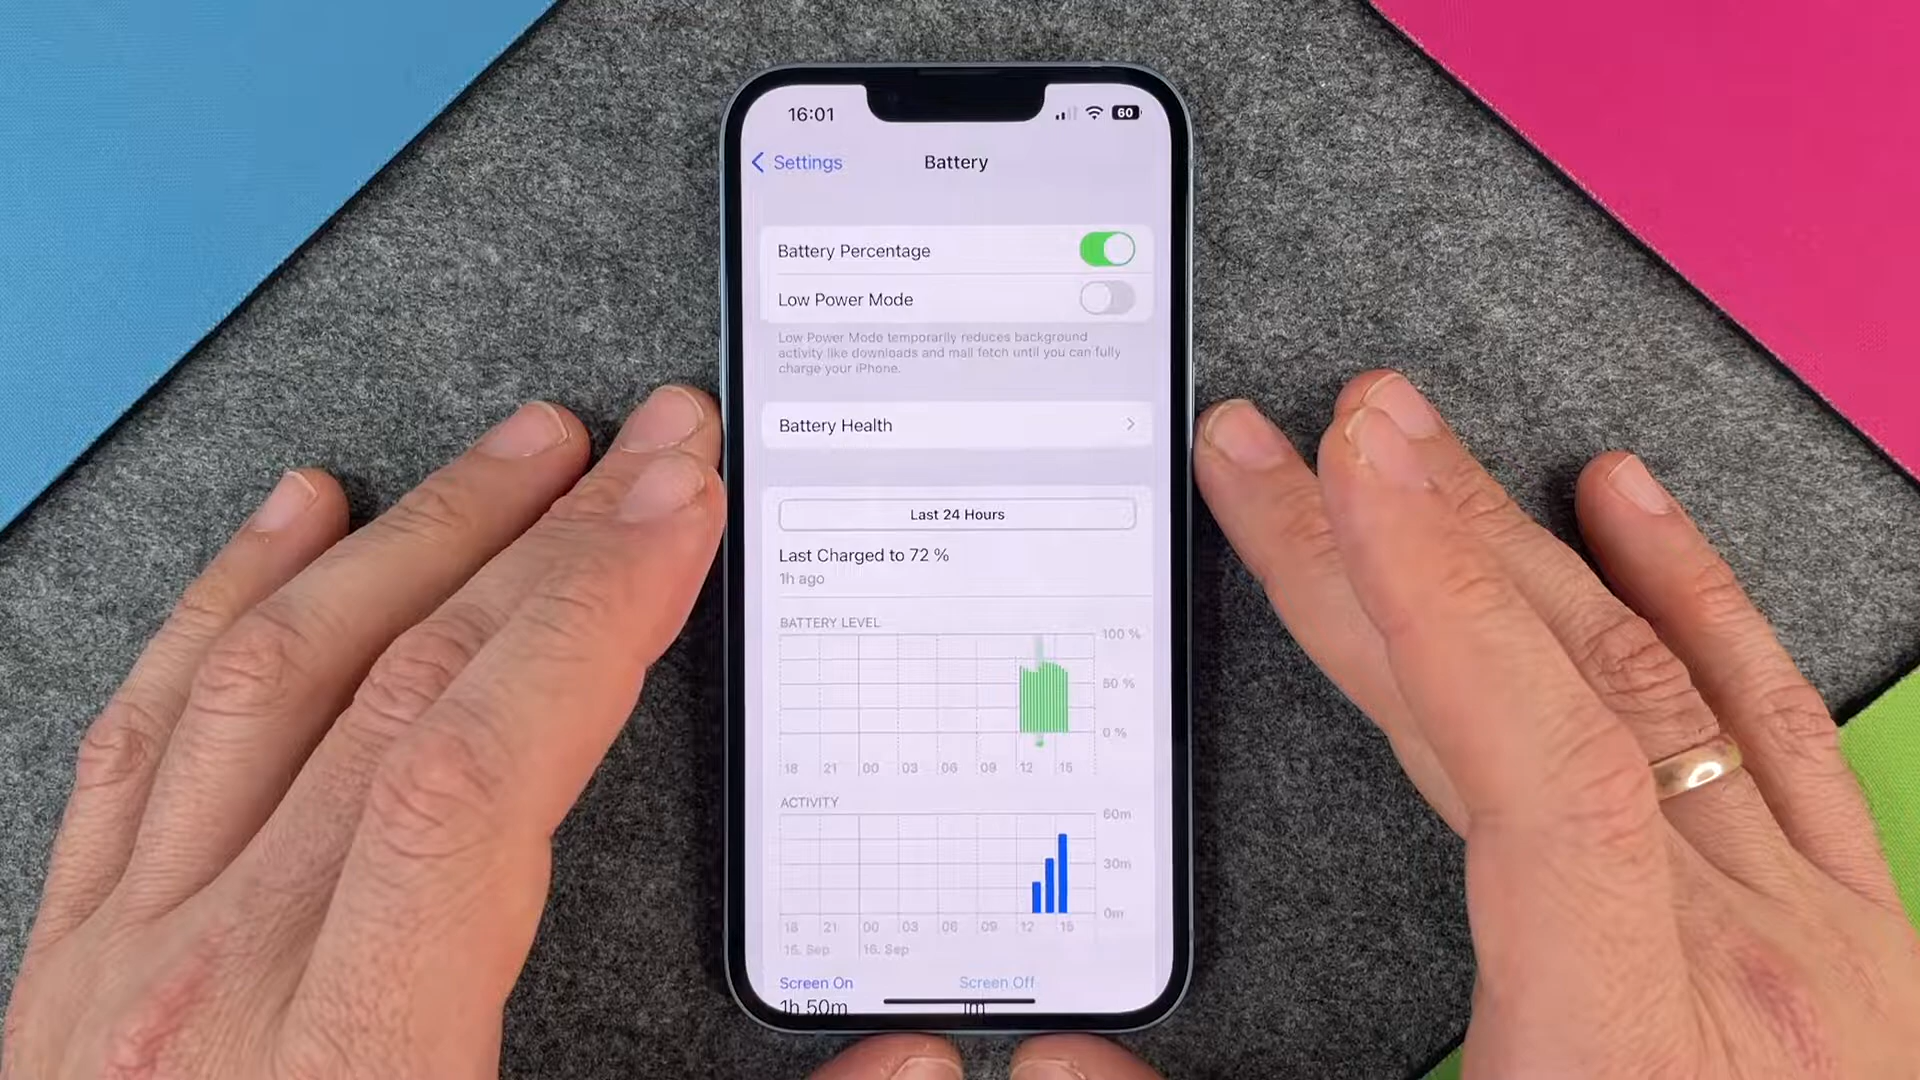 16:01
60
Settings
Battery
Battery Percentage
Low Power Mode
Low Power Mode temporarily reduces background
activity like downloads and mail fetch until you can fully
charge your iPhone.
Battery Health
Last 24 Hours
Last Charged to 72 %
1h ago
BATTERY LEVEL
100 %
50 %
0 %
18 21 00 03 06 09 12 15
ACTIVITY
60m
30m
0m
18 21 00 03 06 09 12 15
15. Sep 16. Sep
Screen On Screen Off
1h 50m 1m